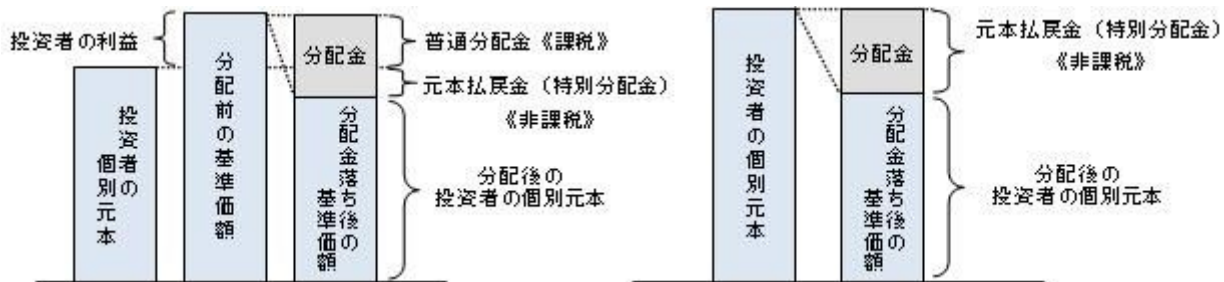 投資者の利益
投資者の
個別元本
分配前の基準価額
分配金
分配金落ち後の
基準価額
普通分配金《課税》
元本払戻金（特別分配金）
《非課税》
分配後の
投資者の個別元本
投資者の個別元本
分配金
分配金落ち後の
基準価額
元本払戻金（特別分配金）
《非課税》
分配後の
投資者の個別元本